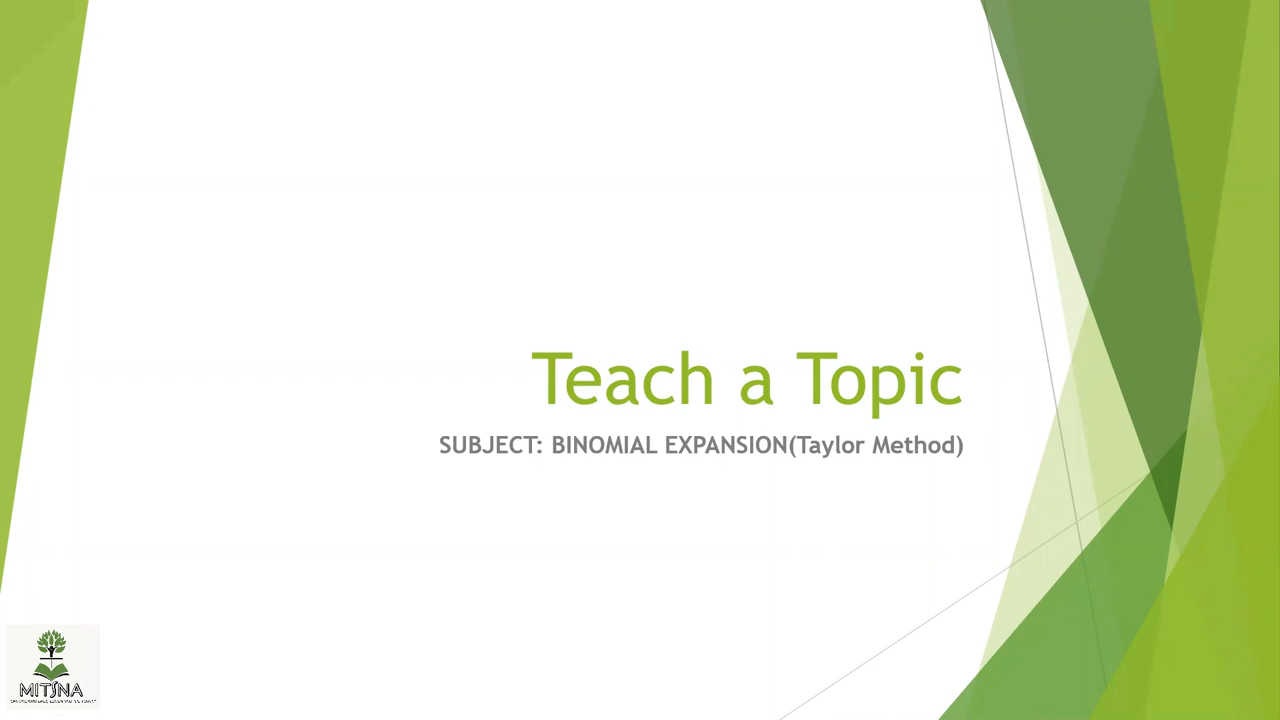 Teach a Topic
SUBJECT: BINOMIAL EXPANSION(Taylor Method)
MITSNA